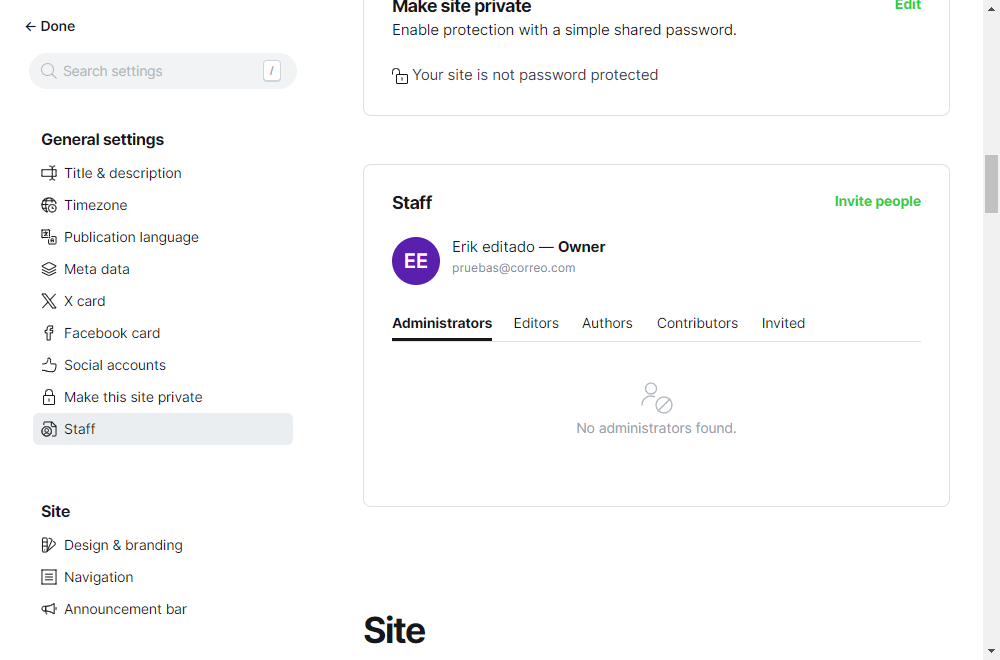 Done
Search settings
/
General settings
Title & description
Timezone
Publication language
Meta data
X card
Facebook card
Social accounts
Make this site private
Staff
Site
Design & branding
Navigation
Announcement bar
Make site private
Edit
Enable protection with a simple shared password.
Your site is not password protected
Staff
Invite people
EE
Erik editado — Owner
pruebas@correo.com
Administrators
Editors
Authors
Contributors
Invited
No administrators found.
Site